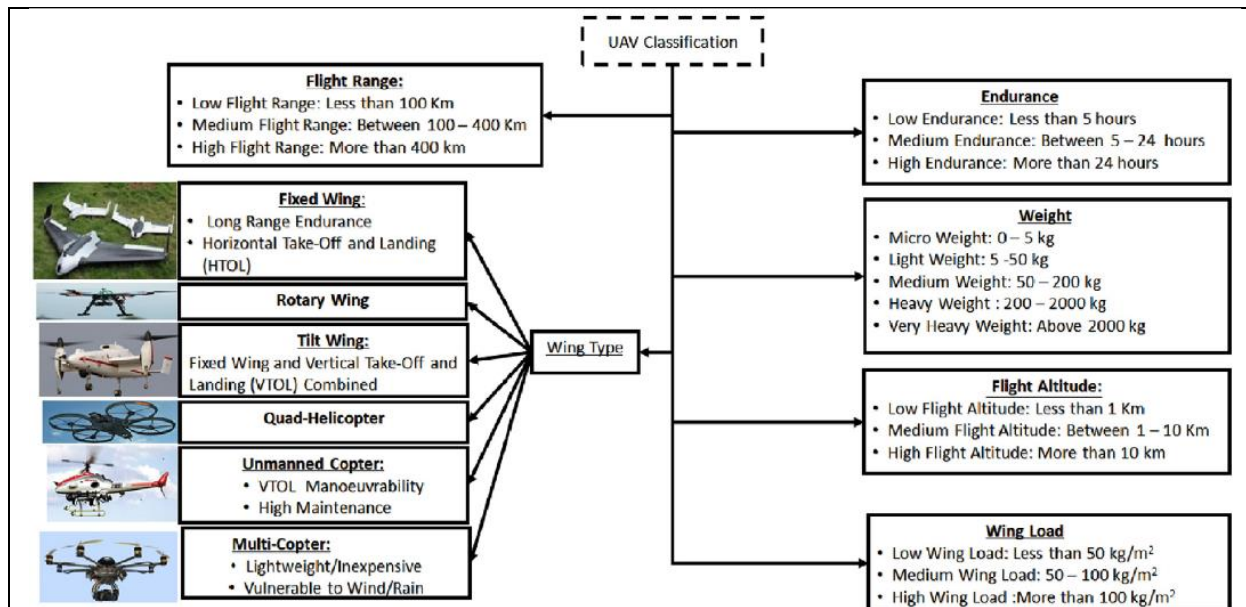 UAV Classification
Flight Range:
• Low Flight Range: Less than 100 Km
• Medium Flight Range: Between 100 – 400 Km
• High Flight Range: More than 400 km
Fixed Wing:
• Long Range Endurance
• Horizontal Take-Off and Landing
(HTOL)
Rotary Wing
Tilt Wing:
Fixed Wing and Vertical Take-Off and
Landing (VTOL) Combined
Quad-Helicopter
Unmanned Copter:
• VTOL Manoeuvrability
• High Maintenance
Multi-Copter:
• Lightweight/Inexpensive
• Vulnerable to Wind/Rain
Wing Type
Endurance
• Low Endurance: Less than 5 hours
• Medium Endurance: Between 5 – 24 hours
• High Endurance: More than 24 hours
Weight
• Micro Weight: 0 – 5 kg
• Light Weight: 5 -50 kg
• Medium Weight: 50 – 200 kg
• Heavy Weight : 200 – 2000 kg
• Very Heavy Weight: Above 2000 kg
Flight Altitude:
• Low Flight Altitude: Less than 1 Km
• Medium Flight Altitude: Between 1 – 10 Km
• High Flight Altitude: More than 10 km
Wing Load
• Low Wing Load: Less than 50 kg/m²
• Medium Wing Load: 50 – 100 kg/m²
• High Wing Load :More than 100 kg/m²